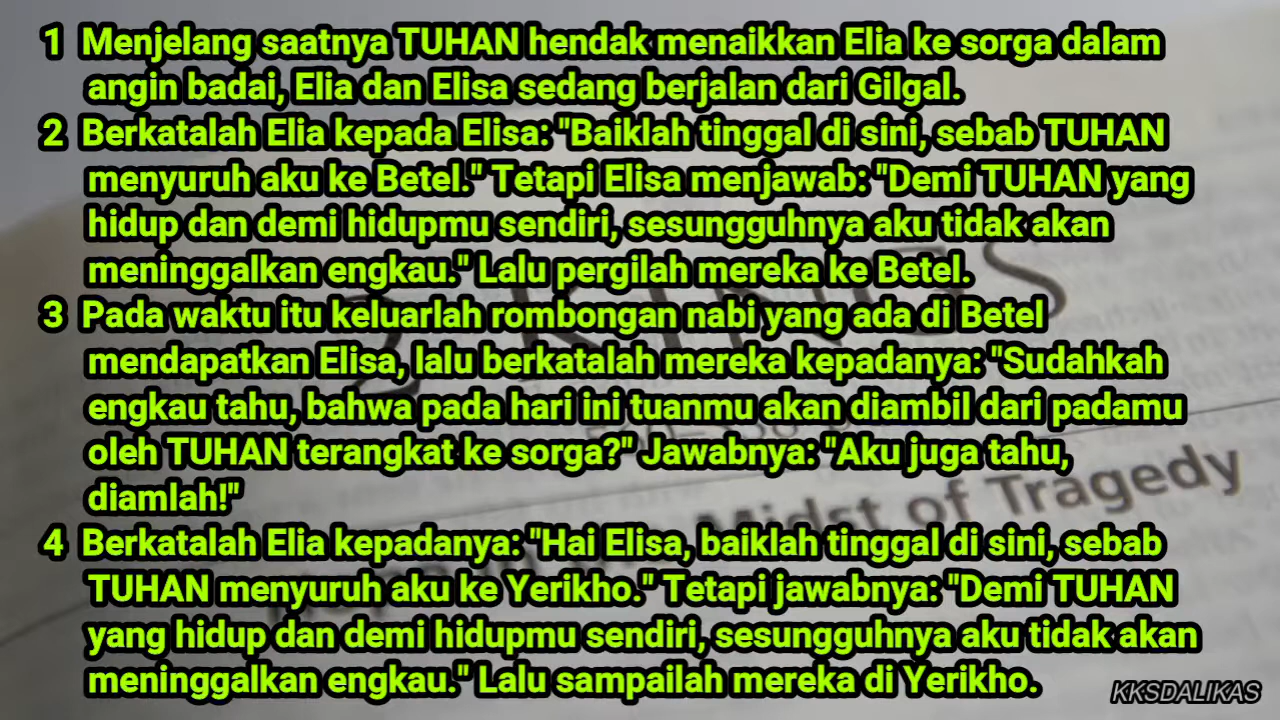 1 Menjelang saatnya TUHAN hendak menaikkan Elia ke sorga dalam
angin badai, Elia dan Elisa sedang berjalan dari Gilgal.
2 Berkatalah Elia kepada Elisa: "Baiklah tinggal di sini, sebab TUHAN
menyuruh aku ke Betel." Tetapi Elisa menjawab: "Demi TUHAN yang
hidup dan demi hidupmu sendiri, sesungguhnya aku tidak akan
meninggalkan engkau." Lalu pergilah mereka ke Betel.
3 Pada waktu itu keluarlah rombongan nabi yang ada di Betel
mendapatkan Elisa, lalu berkatalah mereka kepadanya: "Sudahkah
engkau tahu, bahwa pada hari ini tuanmu akan diambil dari padamu
oleh TUHAN terangkat ke sorga?" Jawabnya: "Aku juga tahu,
diamlah!"
4 Berkatalah Elia kepadanya: "Hai Elisa, baiklah tinggal di sini, sebab
TUHAN menyuruh aku ke Yerikho." Tetapi jawabnya: "Demi TUHAN
yang hidup dan demi hidupmu sendiri, sesungguhnya aku tidak akan
meninggalkan engkau." Lalu sampailah mereka di Yerikho.
2 KINGS
Midst of Tragedy
KKSDALIKAS